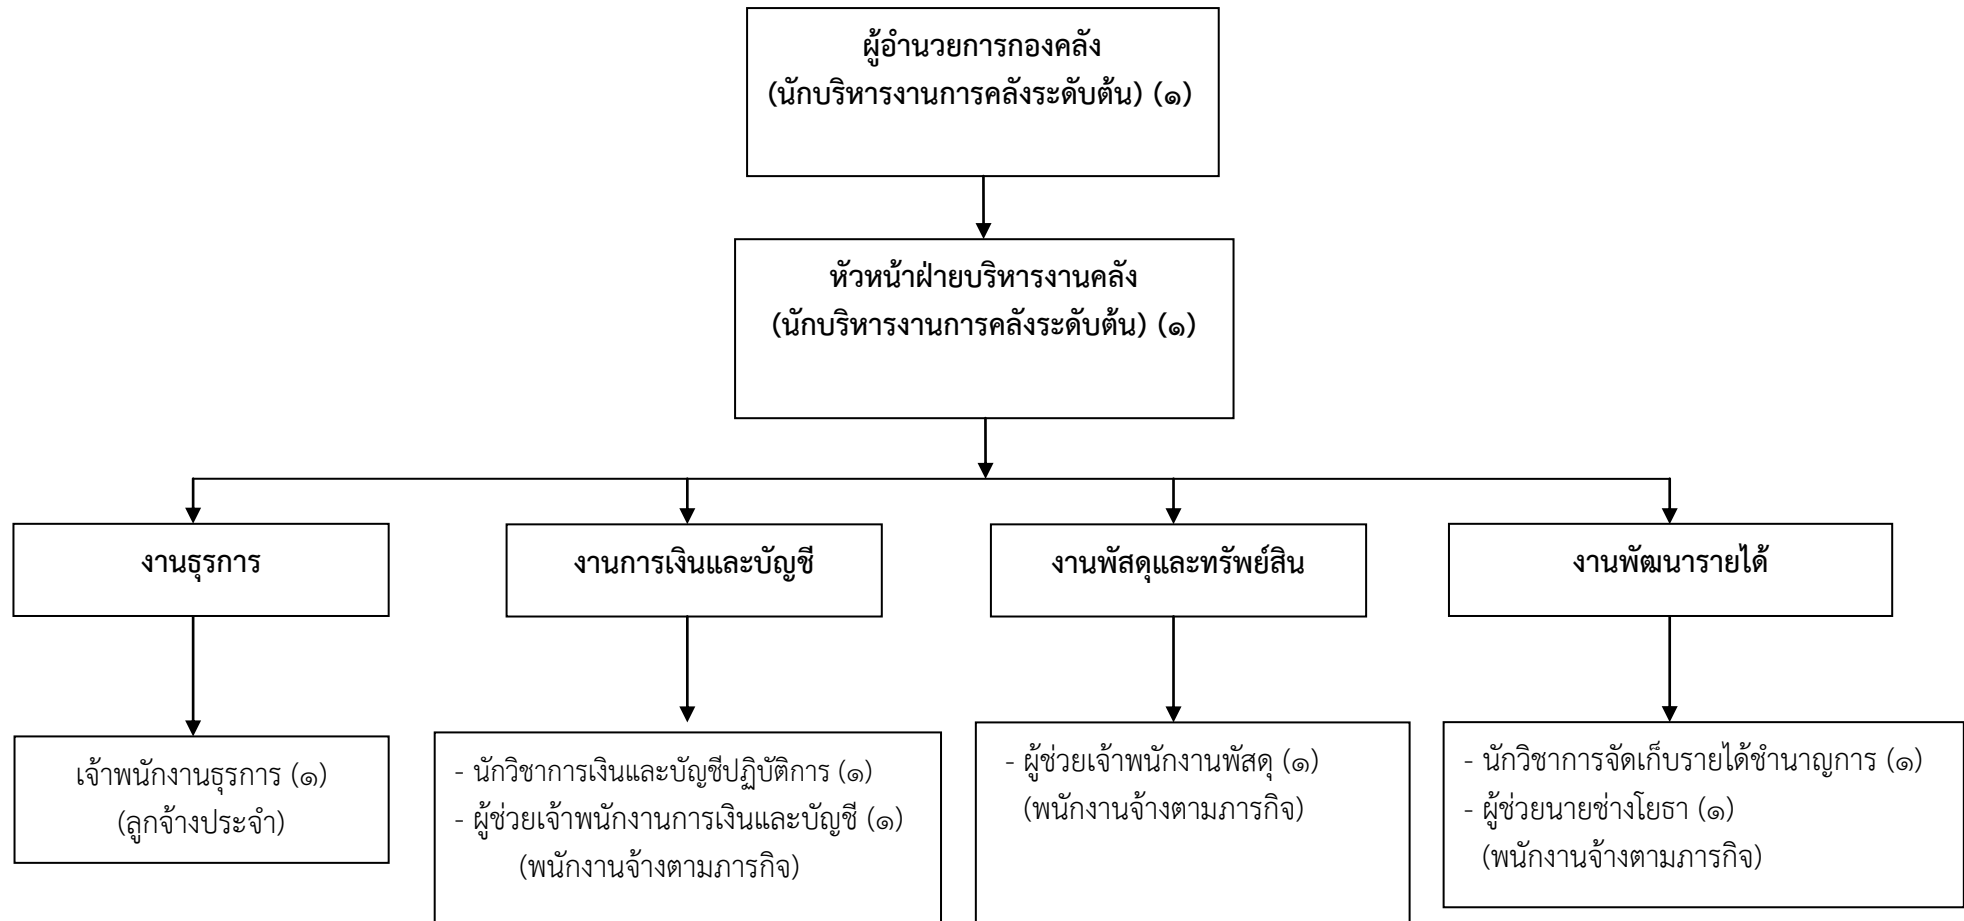 ผู้อำนวยการกองคลัง
(นักบริหารงานการคลังระดับต้น) (๑)
หัวหน้าฝ่ายบริหารงานคลัง
(นักบริหารงานการคลังระดับต้น) (๑)
งานธุรการ
งานการเงินและบัญชี
งานพัสดุและทรัพย์สิน
งานพัฒนารายได้
เจ้าพนักงานธุรการ (๑)
(ลูกจ้างประจำ)
- นักวิชาการเงินและบัญชีปฏิบัติการ (๑)
- ผู้ช่วยเจ้าพนักงานการเงินและบัญชี (๑)
(พนักงานจ้างตามภารกิจ)
- ผู้ช่วยเจ้าพนักงานพัสดุ (๑)
(พนักงานจ้างตามภารกิจ)
- นักวิชาการจัดเก็บรายได้ชำนาญการ (๑)
- ผู้ช่วยนายช่างโยธา (๑)
(พนักงานจ้างตามภารกิจ)